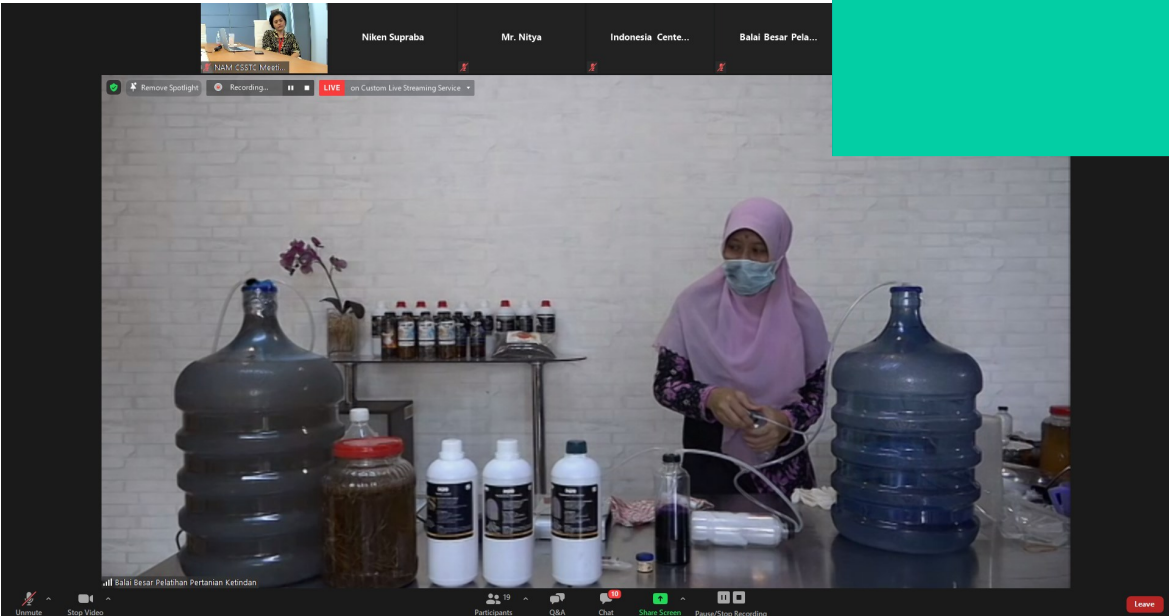 Niken Supraba
Mr. Nitya
Indonesia Cente...
Balai Besar Pela...
NAM CSSTC Meeti...
Remove Spotlight
Recording...
LIVE
on Custom Live Streaming Service
Balai Besar Pelatihan Pertanian Ketindan
Unmute
Stop Video
19
Participants
Q&A
10
Chat
Share Screen
Pause/Stop Recording
Leave